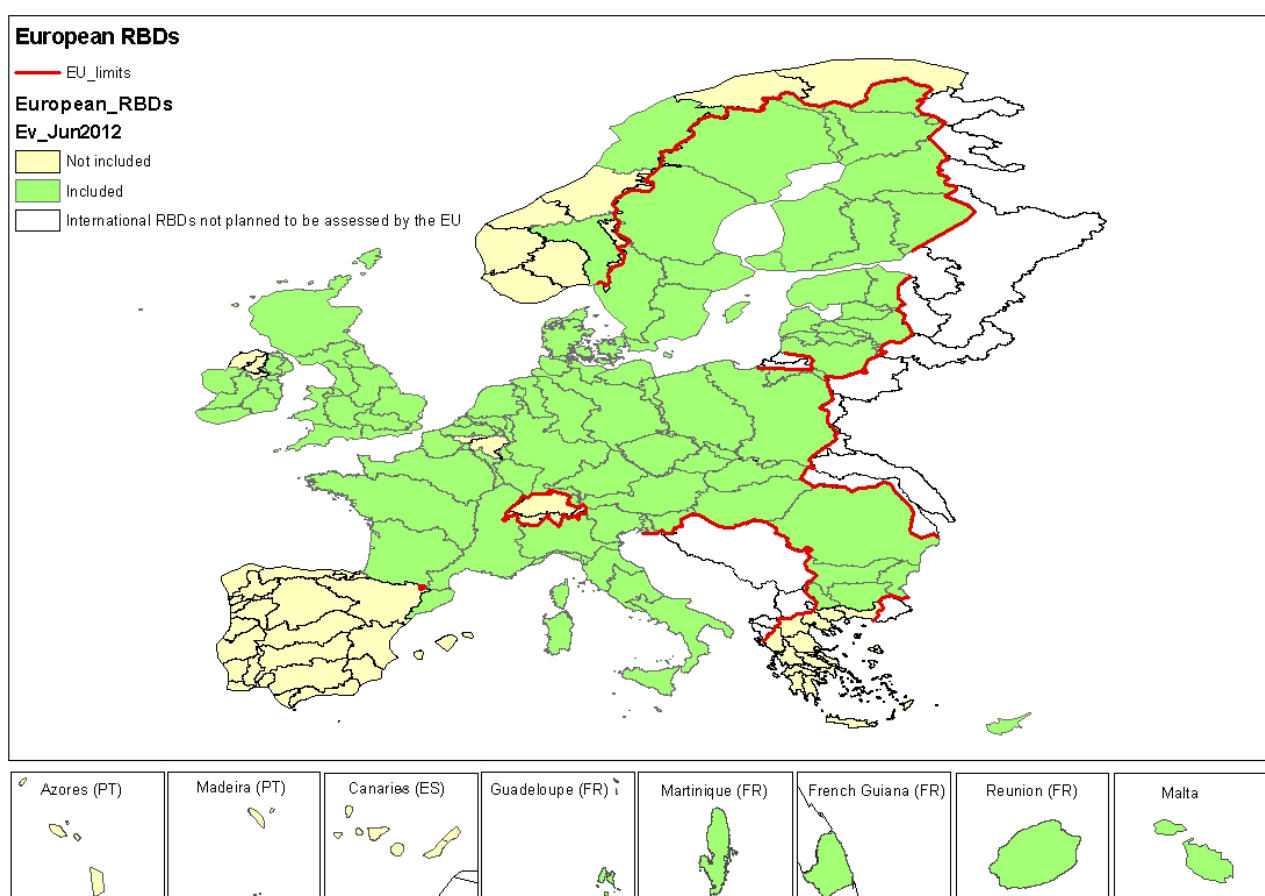 European RBDs
EU_limits
European_RBDs
Ev_Jun2012
Not included
Included
International RBDs not planned to be assessed by the EU
Azores (PT)
Madeira (PT)
Canaries (ES)
Guadeloupe (FR)
Martinique (FR)
French Guiana (FR)
Reunion (FR)
Malta